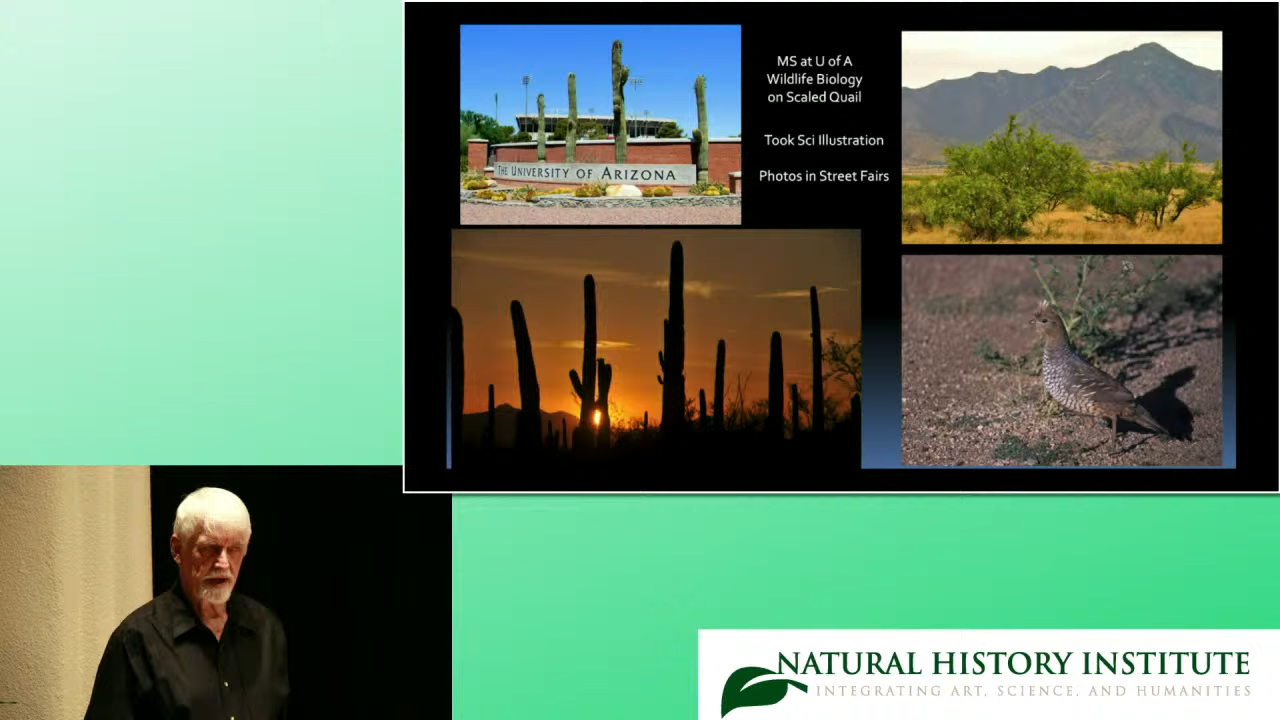 MS at U of A
Wildlife Biology
on Scaled Quail
Took Sci Illustration
Photos in Street Fairs
THE UNIVERSITY OF ARIZONA
NATURAL HISTORY INSTITUTE
INTEGRATING ART, SCIENCE, AND HUMANITIES